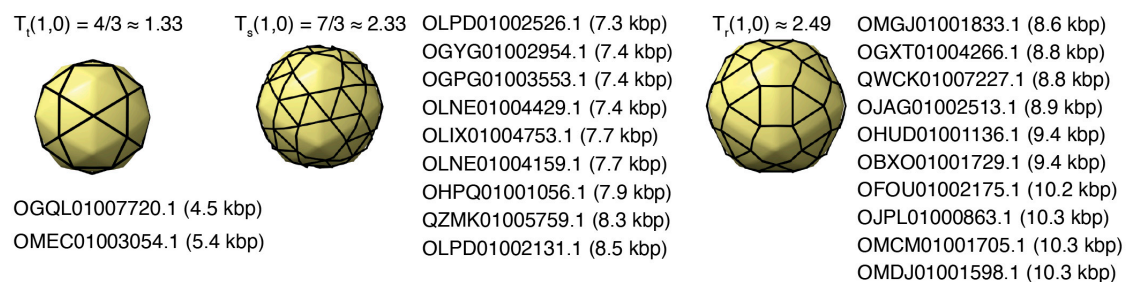 Tt(1,0) = 4/3 ≈ 1.33
OGQL01007720.1 (4.5 kbp)
OMEC01003054.1 (5.4 kbp)
Ts(1,0) = 7/3 ≈ 2.33
OLPD01002526.1 (7.3 kbp)
OGYG01002954.1 (7.4 kbp)
OGPG01003553.1 (7.4 kbp)
OLNE01004429.1 (7.4 kbp)
OLIX01004753.1 (7.7 kbp)
OLNE01004159.1 (7.7 kbp)
OHPQ01001056.1 (7.9 kbp)
QZMK01005759.1 (8.3 kbp)
OLPD01002131.1 (8.5 kbp)
Tr(1,0) ≈ 2.49
OMGJ01001833.1 (8.6 kbp)
OGXT01004266.1 (8.8 kbp)
QWCK01007227.1 (8.8 kbp)
OJAG01002513.1 (8.9 kbp)
OHUD01001136.1 (9.4 kbp)
OBXO01001729.1 (9.4 kbp)
OFOU01002175.1 (10.2 kbp)
OJPL01000863.1 (10.3 kbp)
OMCM01001705.1 (10.3 kbp)
OMDJ01001598.1 (10.3 kbp)